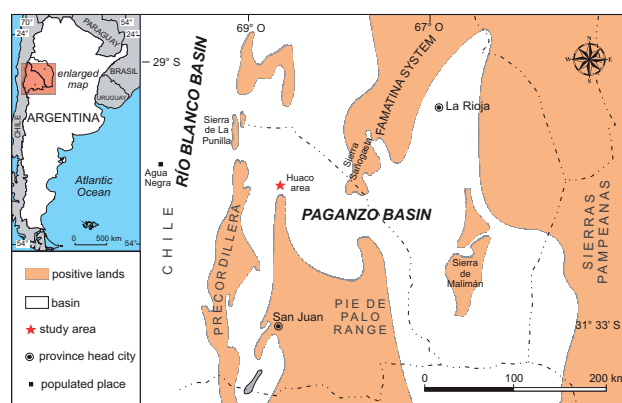 70°
54°
24°
24°
PARAGUAY
BRASIL
URUGUAY
enlarged
map
ARGENTINA
CHILE
Atlantic
Ocean
0 500 km
54°
54°
positive lands
basin
study area
province head city
populated place
69° O
67° O
29° S
31° 33' S
N
W E
S
RÍO BLANCO BASIN
Sierra
de La
Punilla
Agua
Negra
CHILE
PRECORDILLERA
Huaco
area
San Juan
PIE DE
PALO
RANGE
PAGANZO BASIN
Sierra
Sañogasta
FAMATINA SYSTEM
La Rioja
Sierra
de
Malimán
SIERRAS
PAMPEANAS
0 100 200 km